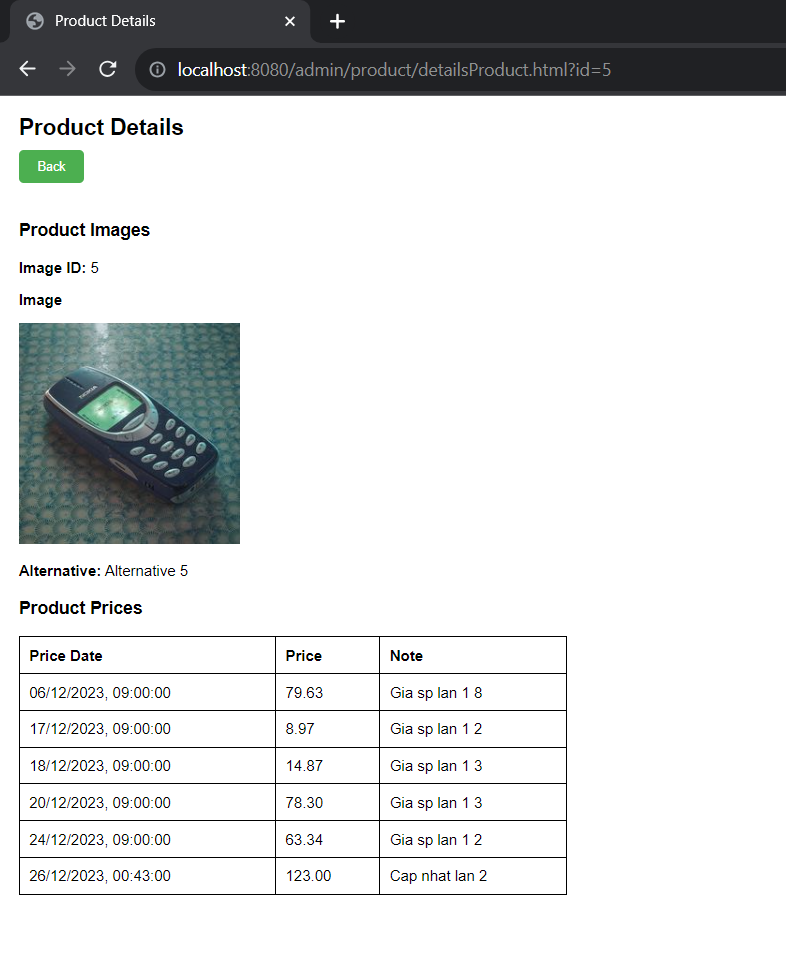 Product Details
localhost:8080/admin/product/detailsProduct.html?id=5
Product Details
Back
Product Images
Image ID: 5
Image
NOKIA
Alternative: Alternative 5
Product Prices
Price Date Price Note
06/12/2023, 09:00:00 79.63 Gia sp lan 1 8
17/12/2023, 09:00:00 8.97 Gia sp lan 1 2
18/12/2023, 09:00:00 14.87 Gia sp lan 1 3
20/12/2023, 09:00:00 78.30 Gia sp lan 1 3
24/12/2023, 09:00:00 63.34 Gia sp lan 1 2
26/12/2023, 00:43:00 123.00 Cap nhat lan 2